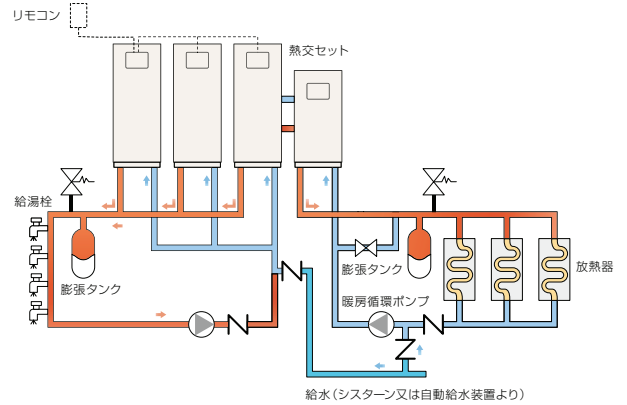 リモコン
熱交セット
給湯栓
膨張タンク
膨張タンク
放熱器
暖房循環ポンプ
給水（シスターン又は自動給水装置より）